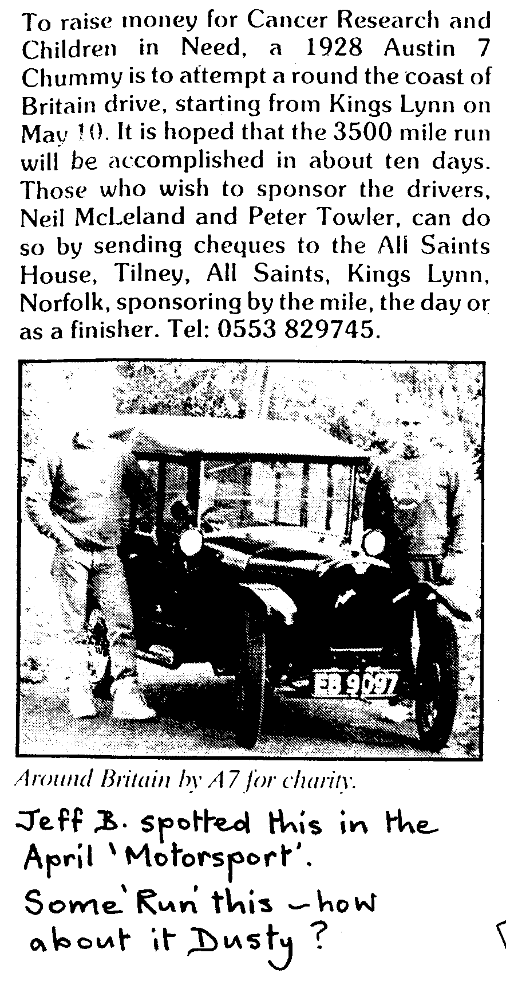 To raise money for Cancer Research and
Children in Need, a 1928 Austin 7
Chummy is to attempt a round the coast of
Britain drive, starting from Kings Lynn on
May 10. It is hoped that the 3500 mile run
will be accomplished in about ten days.
Those who wish to sponsor the drivers,
Neil McLeland and Peter Towler, can do
so by sending cheques to the All Saints
House, Tilney, All Saints, Kings Lynn,
Norfolk, sponsoring by the mile, the day or
as a finisher. Tel: 0553 829745.
EB 9097
Around Britain by A7 for charity.
Jeff B. spotted this in the
April 'Motorsport'.
Some 'Run' this – how
about it Dusty?